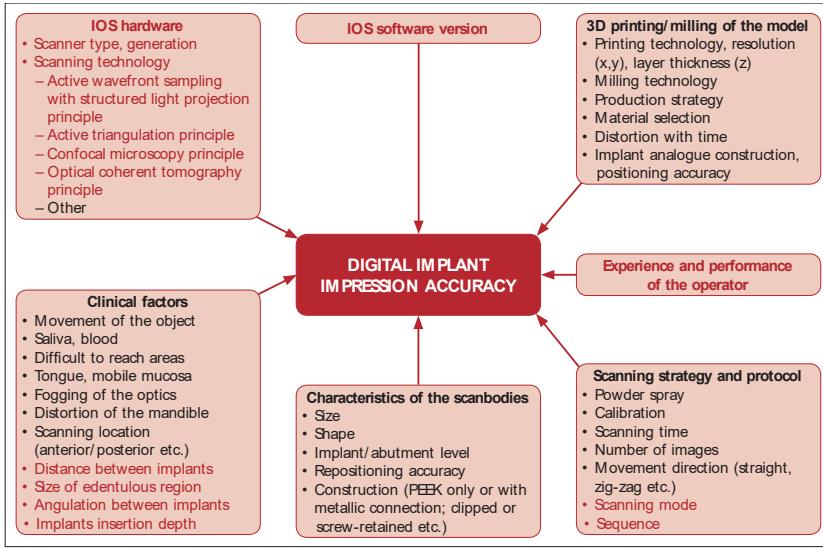 IOS hardware
• Scanner type, generation
• Scanning technology
– Active wavefront sampling
with structured light projection
principle
– Active triangulation principle
– Confocal microscopy principle
– Optical coherent tomography
principle
– Other
IOS software version
3D printing/milling of the model
• Printing technology, resolution
(x,y), layer thickness (z)
• Milling technology
• Production strategy
• Material selection
• Distortion with time
• Implant analogue construction,
positioning accuracy
DIGITAL IMPLANT
IMPRESSION ACCURACY
Experience and performance
of the operator
Clinical factors
• Movement of the object
• Saliva, blood
• Difficult to reach areas
• Tongue, mobile mucosa
• Fogging of the optics
• Distortion of the mandible
• Scanning location
(anterior/posterior etc.)
• Distance between implants
• Size of edentulous region
• Angulation between implants
• Implants insertion depth
Characteristics of the scanbodies
• Size
• Shape
• Implant/abutment level
• Repositioning accuracy
• Construction (PEEK only or with
metallic connection; clipped or
screw-retained etc.)
Scanning strategy and protocol
• Powder spray
• Calibration
• Scanning time
• Number of images
• Movement direction (straight,
zig-zag etc.)
• Scanning mode
• Sequence